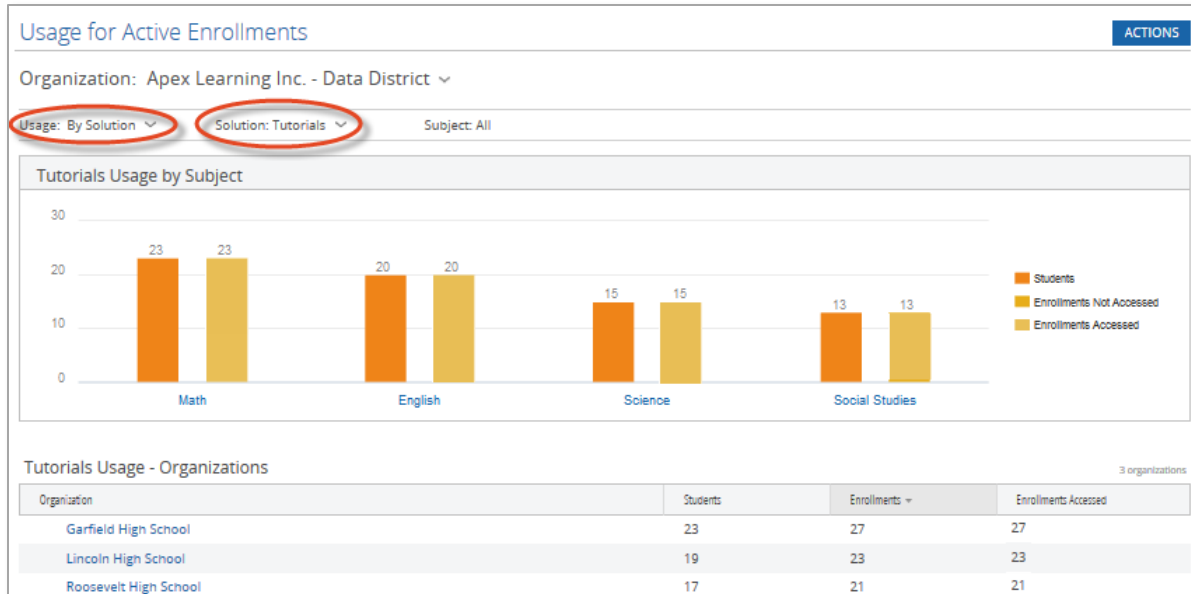 Usage for Active Enrollments
ACTIONS
Organization: Apex Learning Inc. - Data District
Usage: By Solution Solution: Tutorials Subject: All
Tutorials Usage by Subject
30
20
10
0
23 23
20 20
15 15
13 13
Math English Science Social Studies
Students
Enrollments Not Accessed
Enrollments Accessed
Tutorials Usage - Organizations
3 organizations
Organization Students Enrollments Enrollments Accessed
Garfield High School 23 27 27
Lincoln High School 19 23 23
Roosevelt High School 17 21 21